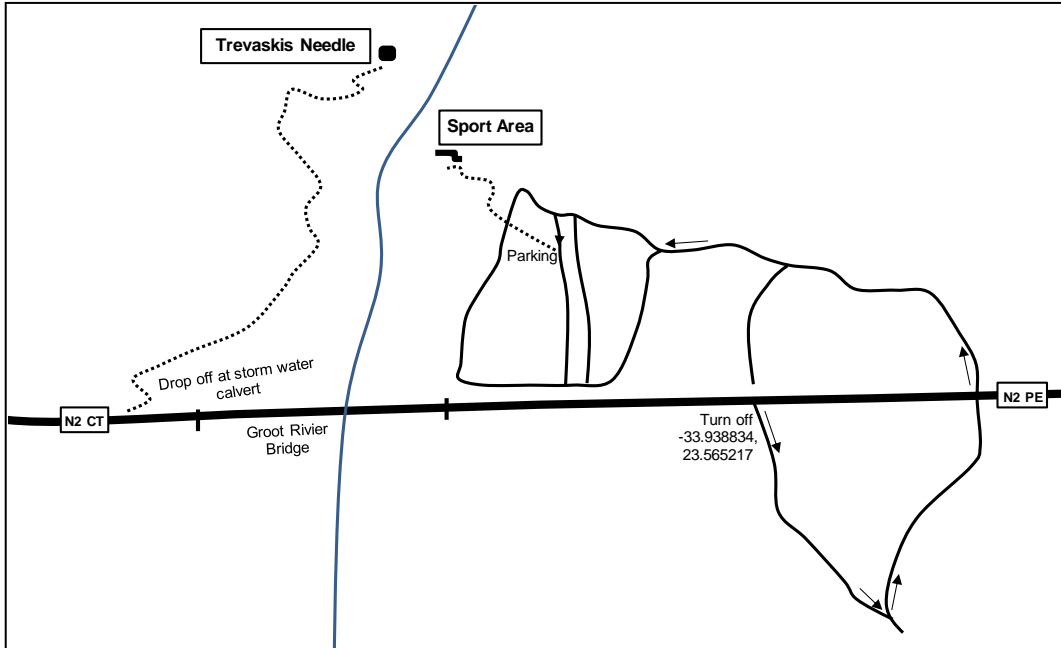 Trevaskis Needle
Sport Area
Parking
Drop off at storm water
calvert
N2 CT
Groot Rivier
Bridge
Turn off
-33.938834,
23.565217
N2 PE